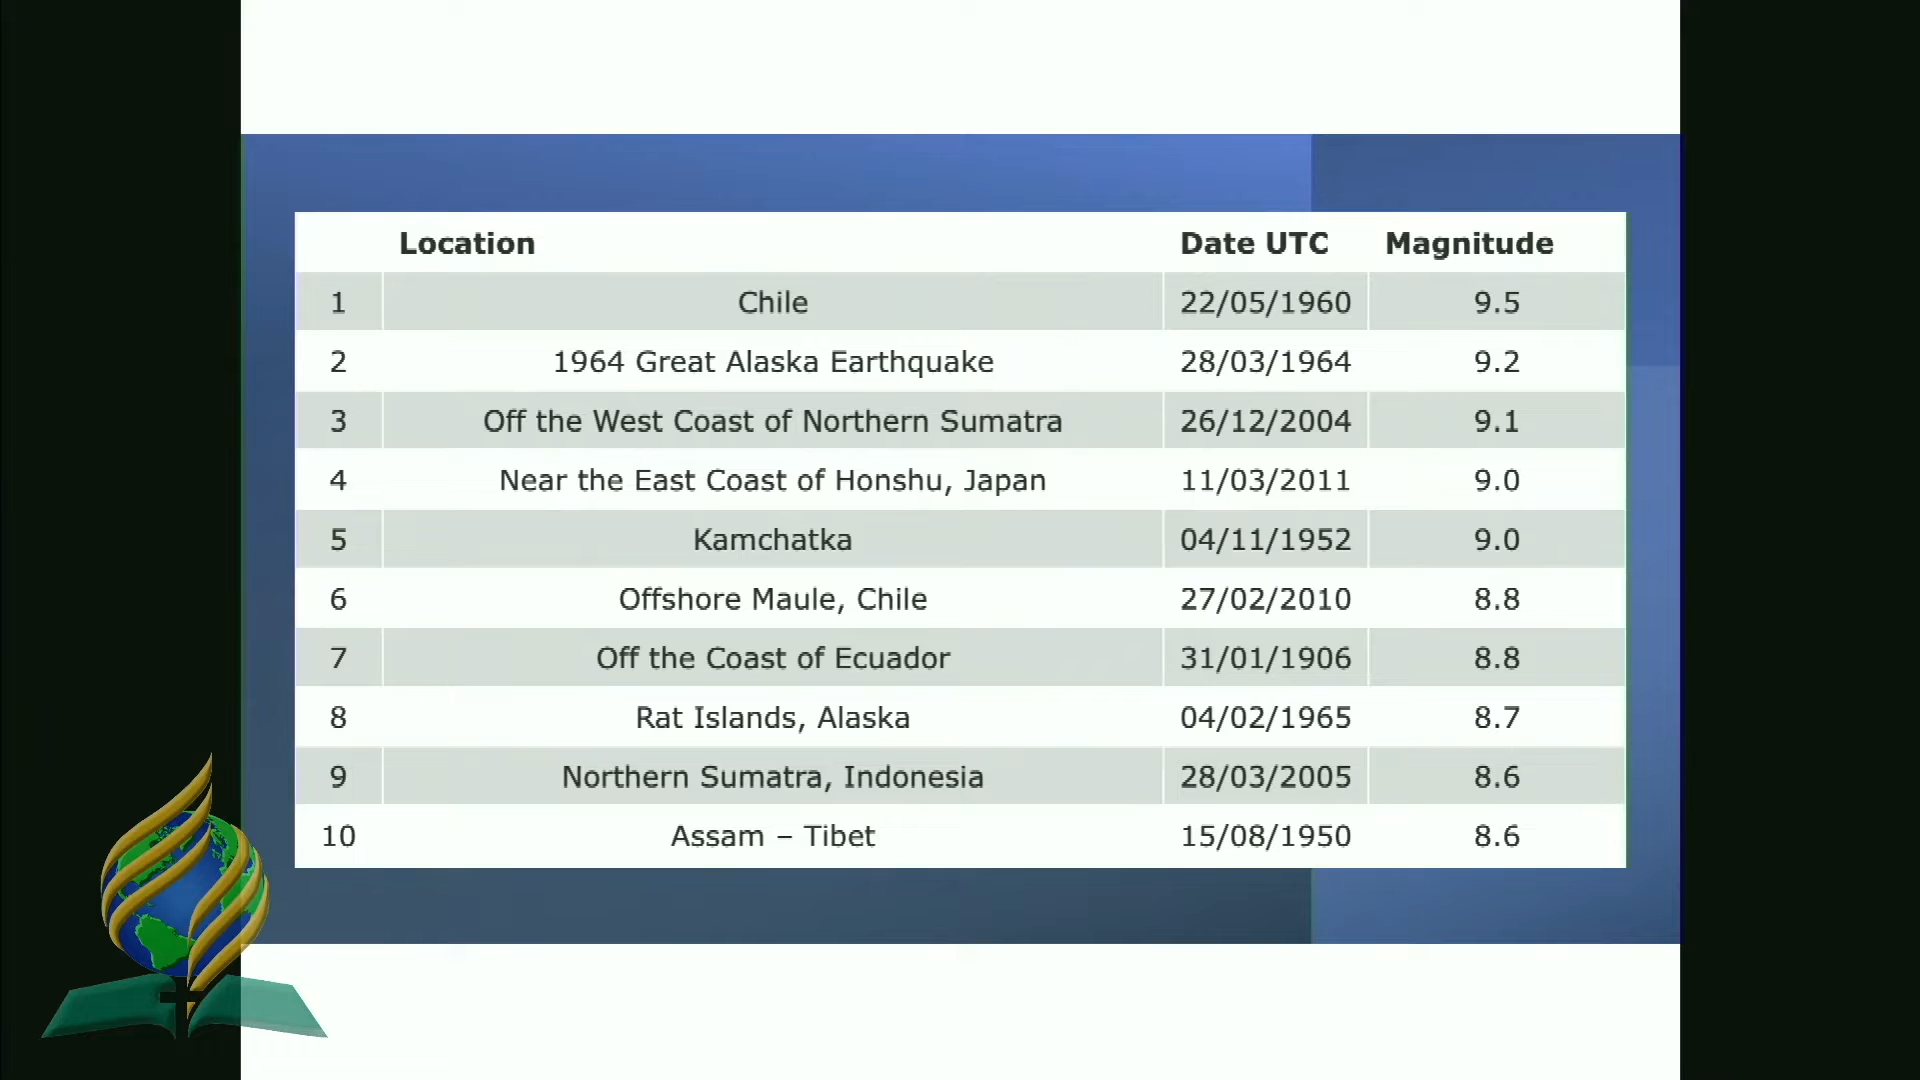 Location Date UTC Magnitude
1 Chile 22/05/1960 9.5
2 1964 Great Alaska Earthquake 28/03/1964 9.2
3 Off the West Coast of Northern Sumatra 26/12/2004 9.1
4 Near the East Coast of Honshu, Japan 11/03/2011 9.0
5 Kamchatka 04/11/1952 9.0
6 Offshore Maule, Chile 27/02/2010 8.8
7 Off the Coast of Ecuador 31/01/1906 8.8
8 Rat Islands, Alaska 04/02/1965 8.7
9 Northern Sumatra, Indonesia 28/03/2005 8.6
10 Assam – Tibet 15/08/1950 8.6